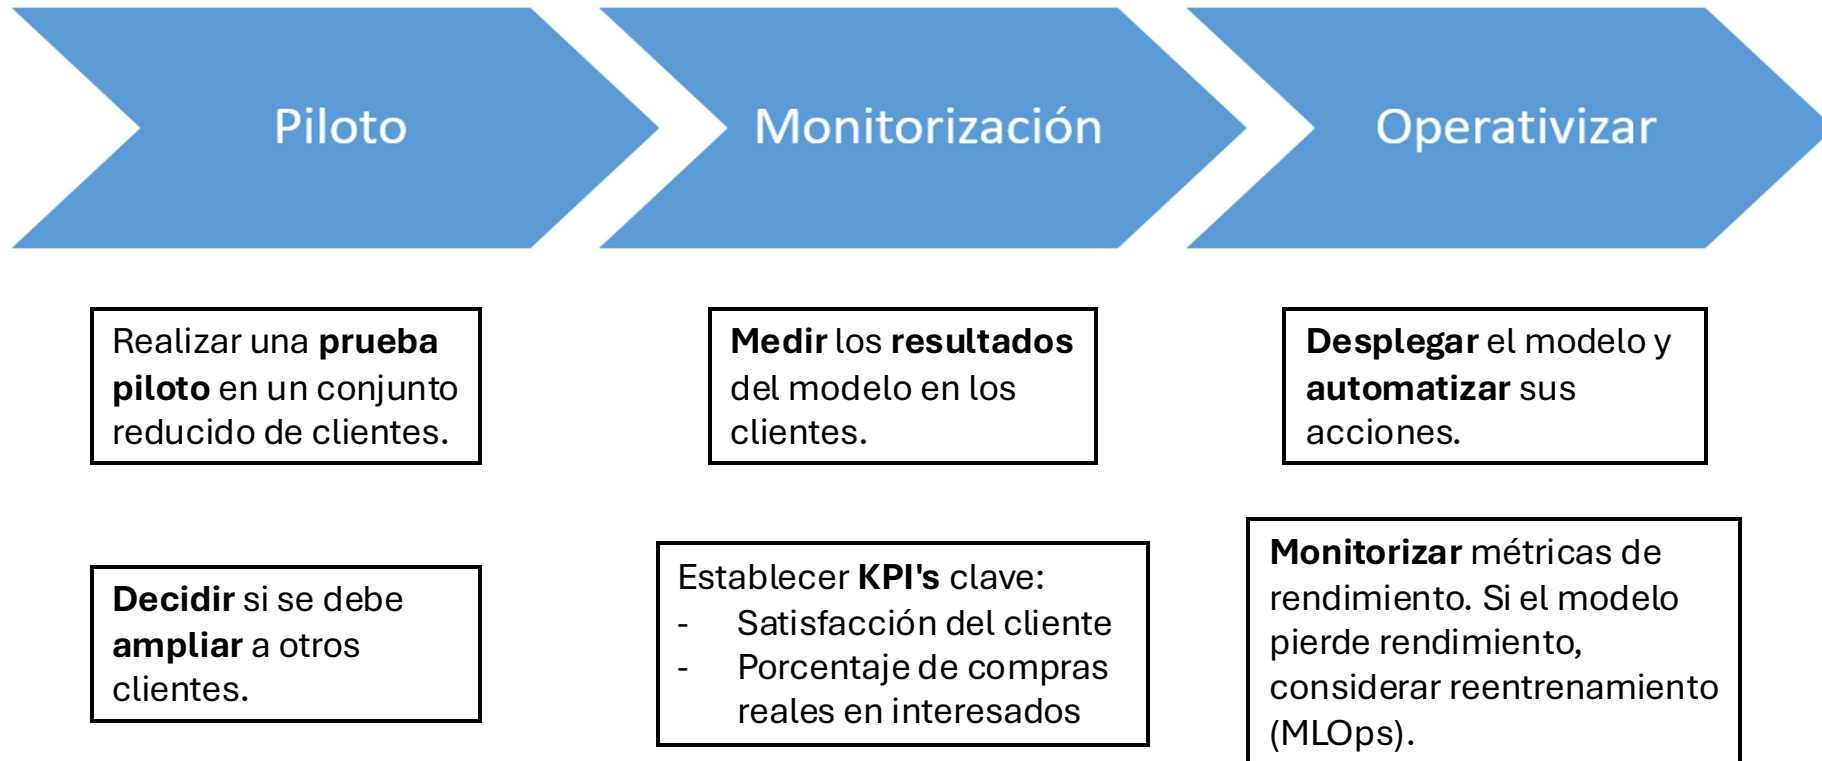 Piloto
Monitorización
Operativizar
Realizar una prueba
piloto en un conjunto
reducido de clientes.
Decidir si se debe
ampliar a otros
clientes.
Medir los resultados
del modelo en los
clientes.
Establecer KPI's clave:
- Satisfacción del cliente
- Porcentaje de compras
reales en interesados
Desplegar el modelo y
automatizar sus
acciones.
Monitorizar métricas de
rendimiento. Si el modelo
pierde rendimiento,
considerar reentrenamiento
(MLOps).